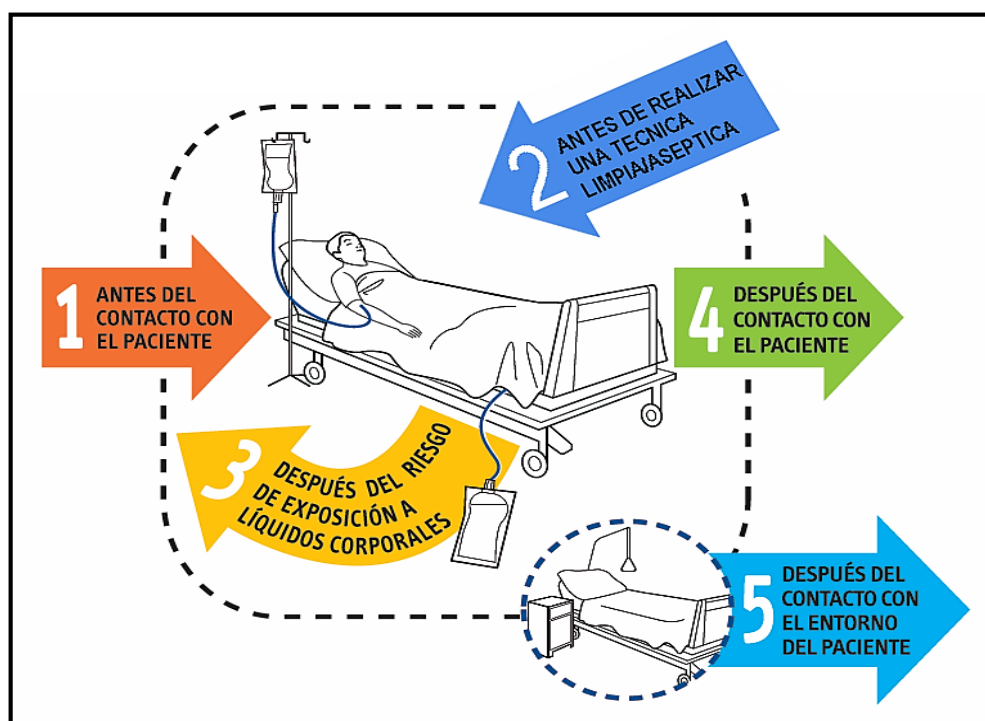 1
ANTES DEL
CONTACTO CON
EL PACIENTE
2
ANTES DE REALIZAR
UNA TECNICA
LIMPIA/ASEPTICA
3
DESPUÉS DEL RIESGO
DE EXPOSICIÓN A
LÍQUIDOS CORPORALES
4
DESPUÉS DEL
CONTACTO CON
EL PACIENTE
5
DESPUÉS DEL
CONTACTO CON
EL ENTORNO
DEL PACIENTE